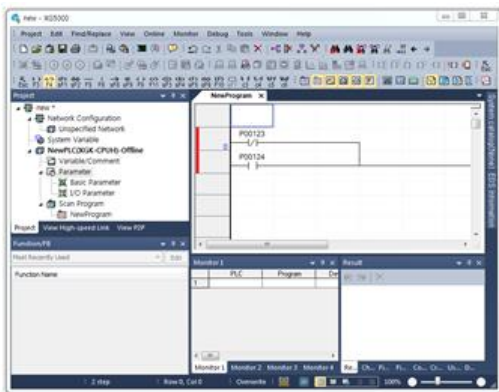 new - XG5000
Project Edit Find/Replace View Online Monitor Debug Tools Window Help
Project
new *
Network Configuration
Unspecified Network
System Variable
NewPLC(XGK-CPUH)-Offline
Variable/Comment
Parameter
Basic Parameter
I/O Parameter
Scan Program
NewProgram
Project View High-speed Link View P2P
NewProgram ×
P00123
P00124
Function/FB
Most Recently Used
Edit
Function Name
Monitor 1
PLC Program
1
Monitor 1 Monitor 2 Monitor 3 Monitor 4
Result
2 step Row 0, Col 0 Overwrite 100%